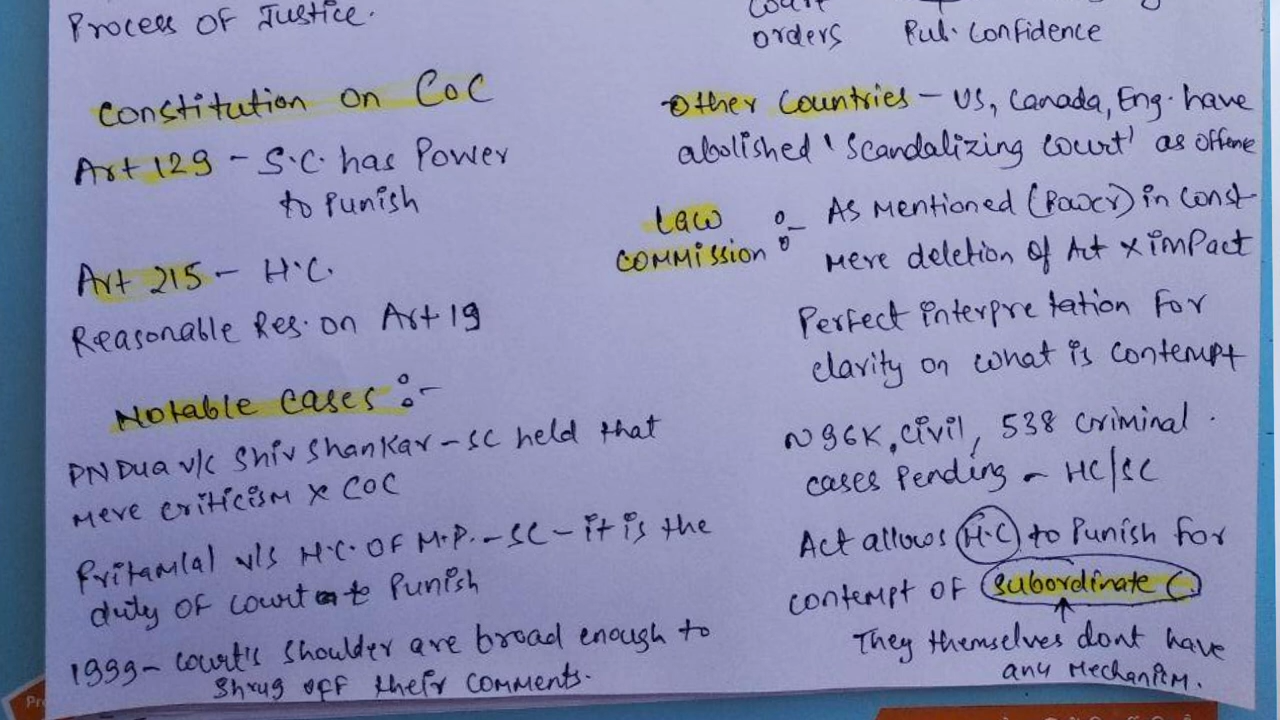 Process of Justice.
Constitution on CoC
Art 129 - S.C. has Power
to Punish
Art 215 - H.C.
Reasonable Res. on Art 19
Notable Cases :-
PN Dua v/s Shiv Shankar - SC held that
mere criticism x COC
Pritamlal v/s H.C. OF M.P. - SC - it is the
duty of court to Punish
1999 - Court's Shoulder are broad enough to
Shrug off their comments.
Court
orders Pub. Confidence
Other Countries - US, Canada, Eng. have
abolished 'Scandalizing Court' as offense
Law
Commission :- As Mentioned (Power) in Const
Mere deletion of Act x impact
Perfect interpretation For
clarity on what is contempt
~ 96K, civil, 538 criminal.
cases Pending - HC/SC
Act allows H.C to Punish For
contempt of subordinate C.
They themselves dont have
any Mechanism.
Pr